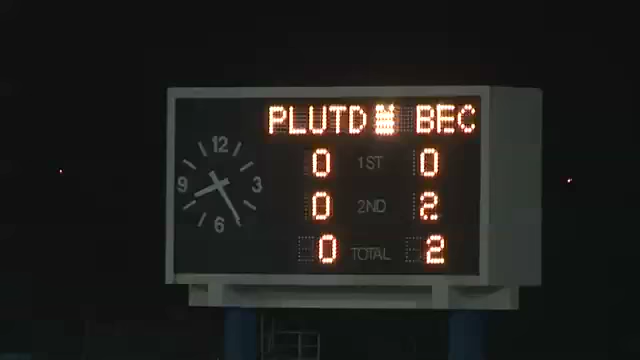 PLUTD BEC
12
9 3
6
0 1ST 0
0 2ND 2
0 TOTAL 2